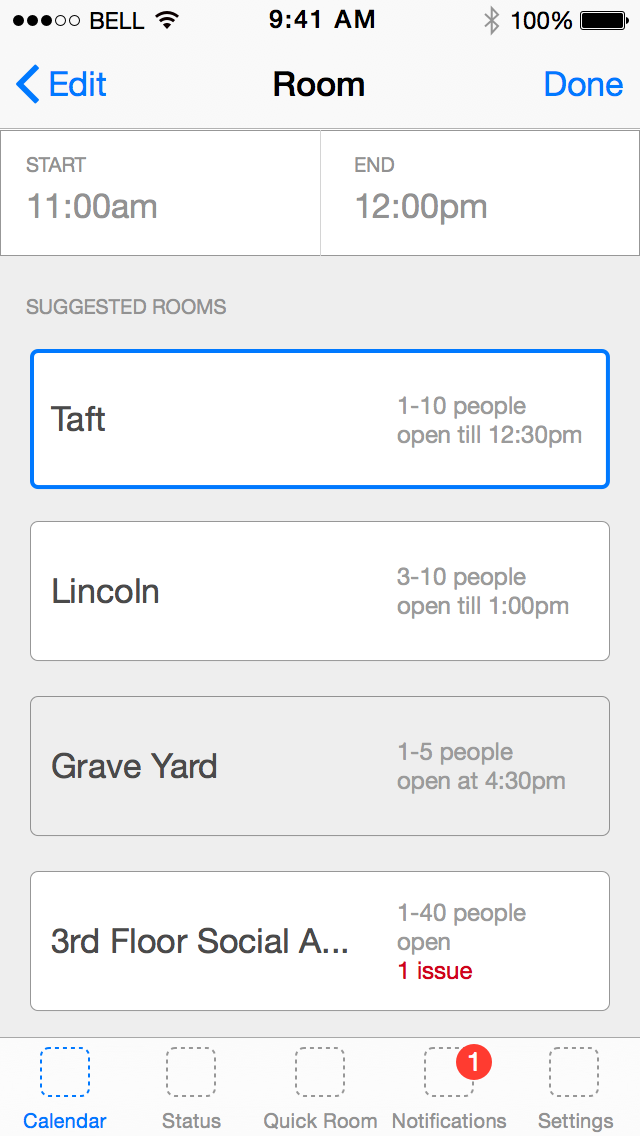 BELL 9:41 AM 100%
Edit Room Done
START END
11:00am 12:00pm
SUGGESTED ROOMS
Taft
1-10 people
open till 12:30pm
Lincoln
3-10 people
open till 1:00pm
Grave Yard
1-5 people
open at 4:30pm
3rd Floor Social A...
1-40 people
open
1 issue
1
Calendar Status Quick Room Notifications Settings